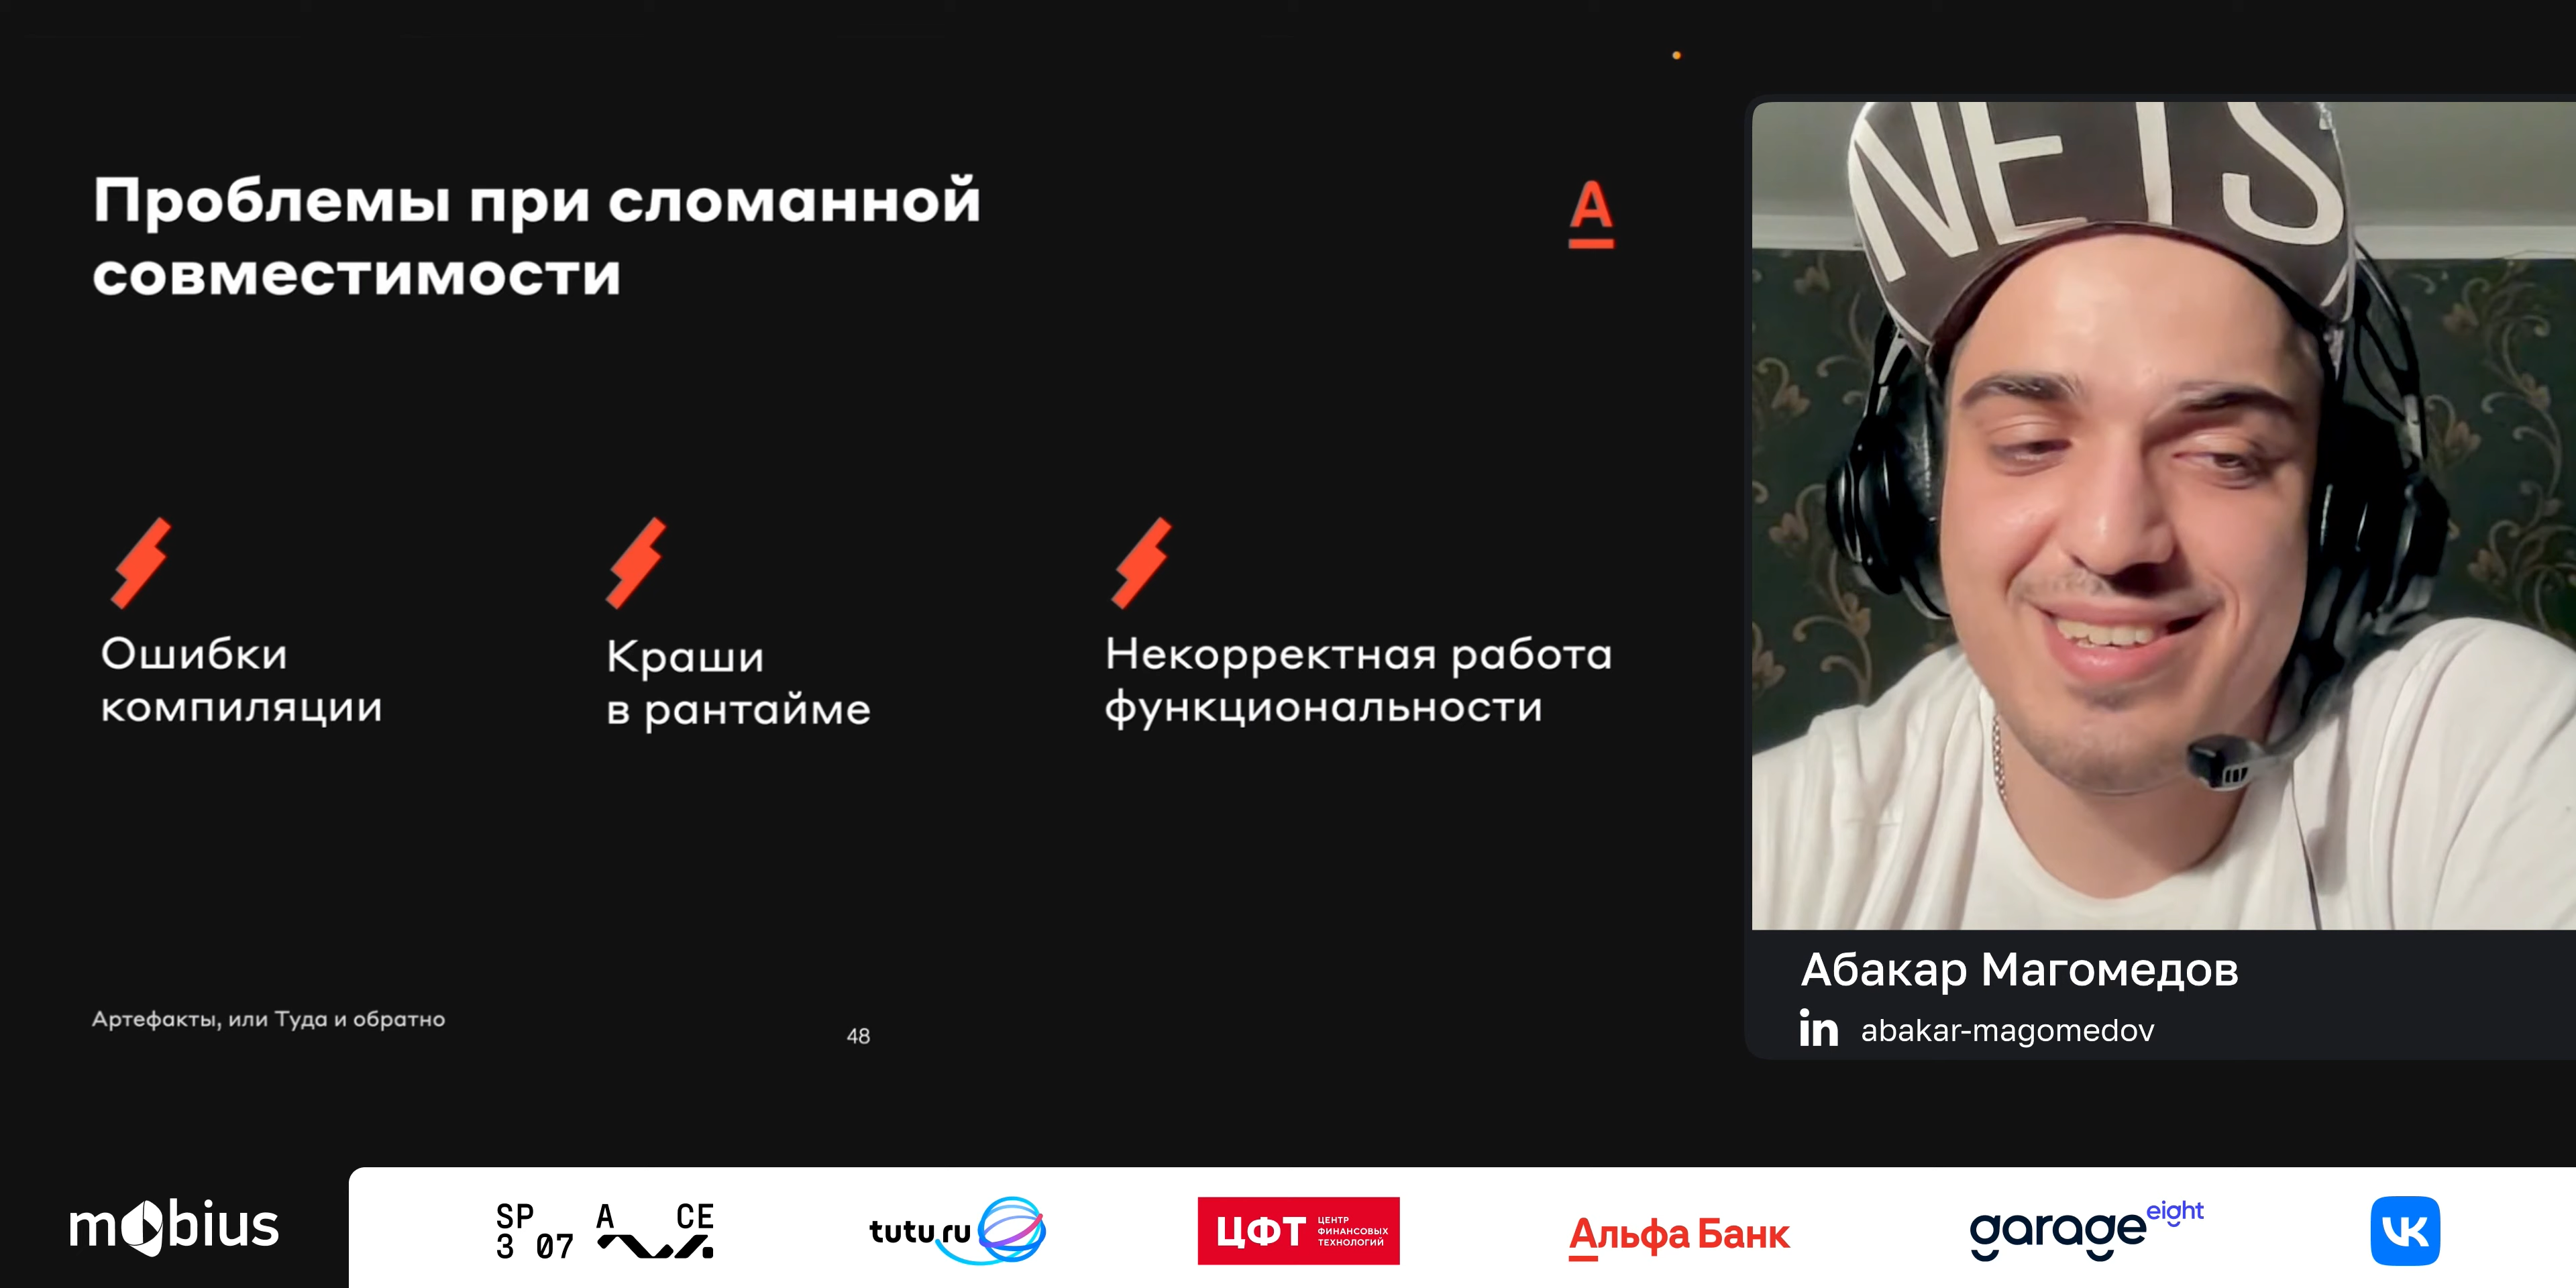 Проблемы при сломанной
совместимости
A
Ошибки
компиляции
Краши
в рантайме
Некорректная работа
функциональности
Артефакты, или Туда и обратно
48
NETS
Абакар Магомедов
in abakar-magomedov
mobius
SP A CE
3 07
tutu.ru
ЦФТ
ЦЕНТР
ФИНАНСОВЫХ
ТЕХНОЛОГИЙ
Альфа Банк
garage eight
VK